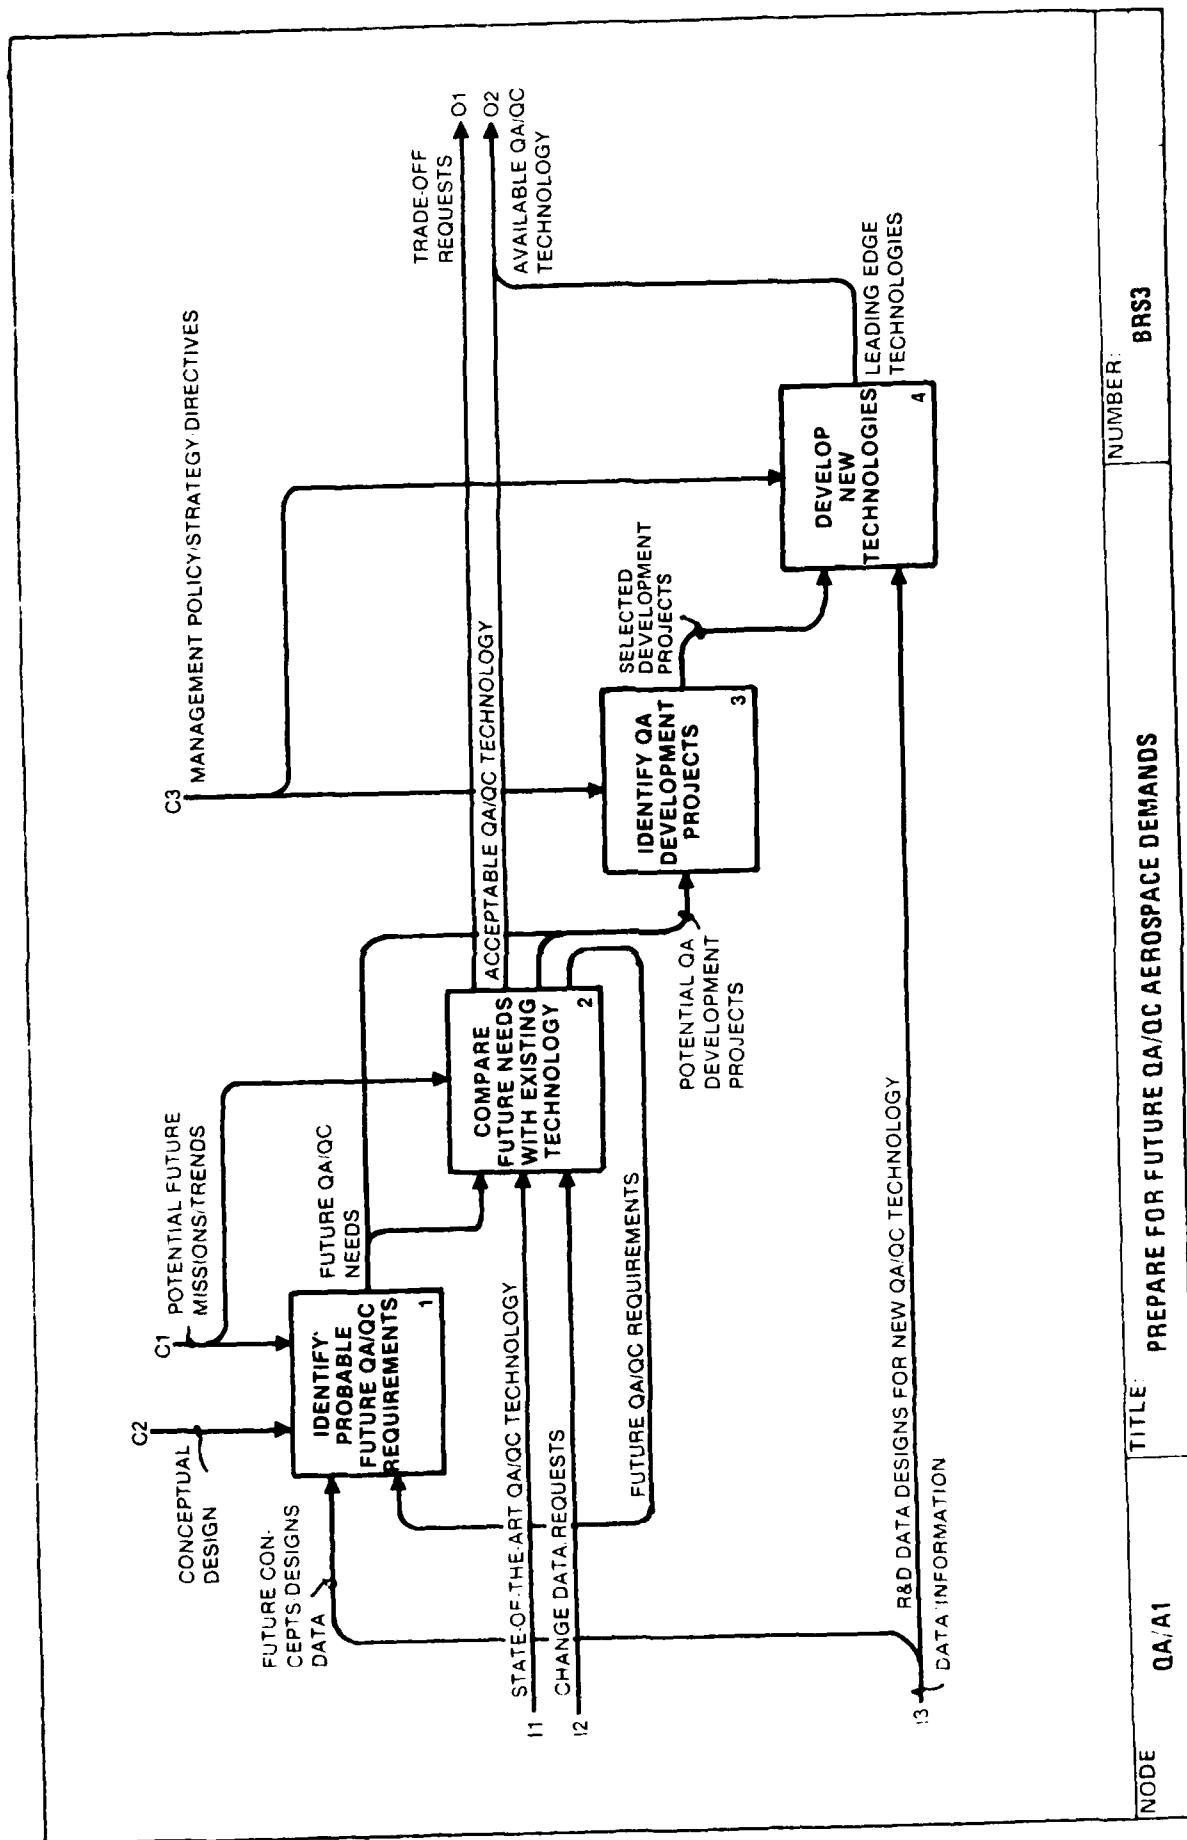 C2
C1
C3
CONCEPTUAL
DESIGN
POTENTIAL FUTURE
MISSIONS/TRENDS
MANAGEMENT POLICY/STRATEGY/DIRECTIVES
FUTURE CON-
CEPTS/DESIGNS
DATA
IDENTIFY
PROBABLE
FUTURE QA/QC
REQUIREMENTS
1
FUTURE QA/QC
NEEDS
TRADE-OFF
REQUESTS
O1
O2
AVAILABLE QA/QC
TECHNOLOGY
ACCEPTABLE QA/QC TECHNOLOGY
I1
STATE-OF-THE-ART QA/QC TECHNOLOGY
I2
CHANGE DATA REQUESTS
COMPARE
FUTURE NEEDS
WITH EXISTING
TECHNOLOGY
2
FUTURE QA/QC REQUIREMENTS
POTENTIAL QA
DEVELOPMENT
PROJECTS
IDENTIFY QA
DEVELOPMENT
PROJECTS
3
SELECTED
DEVELOPMENT
PROJECTS
DEVELOP
NEW
TECHNOLOGIES
4
LEADING EDGE
TECHNOLOGIES
I3
R&D DATA DESIGNS FOR NEW QA/QC TECHNOLOGY
DATA INFORMATION
NODE
QA/A1
TITLE:
PREPARE FOR FUTURE QA/QC AEROSPACE DEMANDS
NUMBER:
BRS3